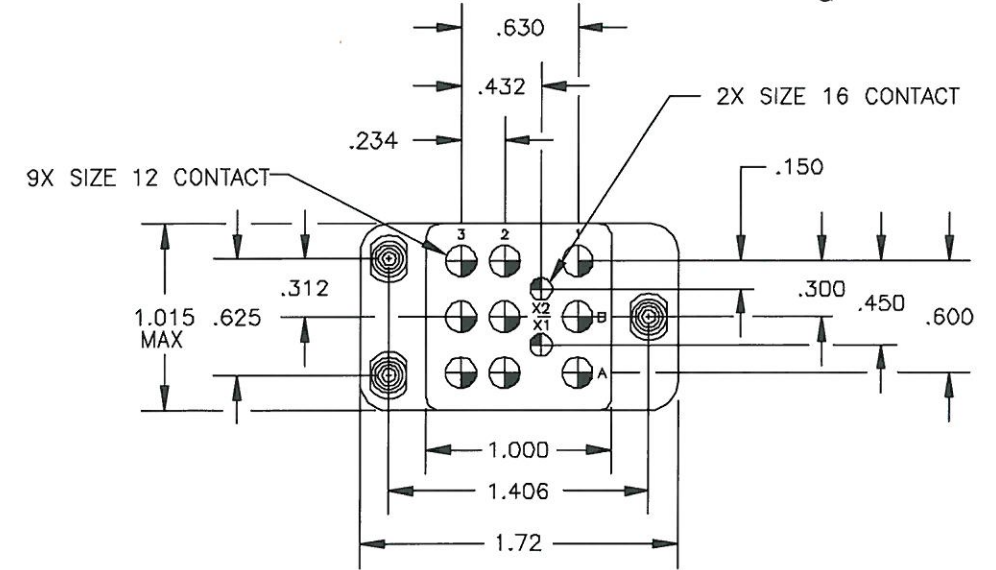 .630
.432
2X SIZE 16 CONTACT
.234
.150
9X SIZE 12 CONTACT
3 2
.312
.300
.450
1.015 .625
MAX
X2
X1
B
.600
A
1.000
1.406
1.72